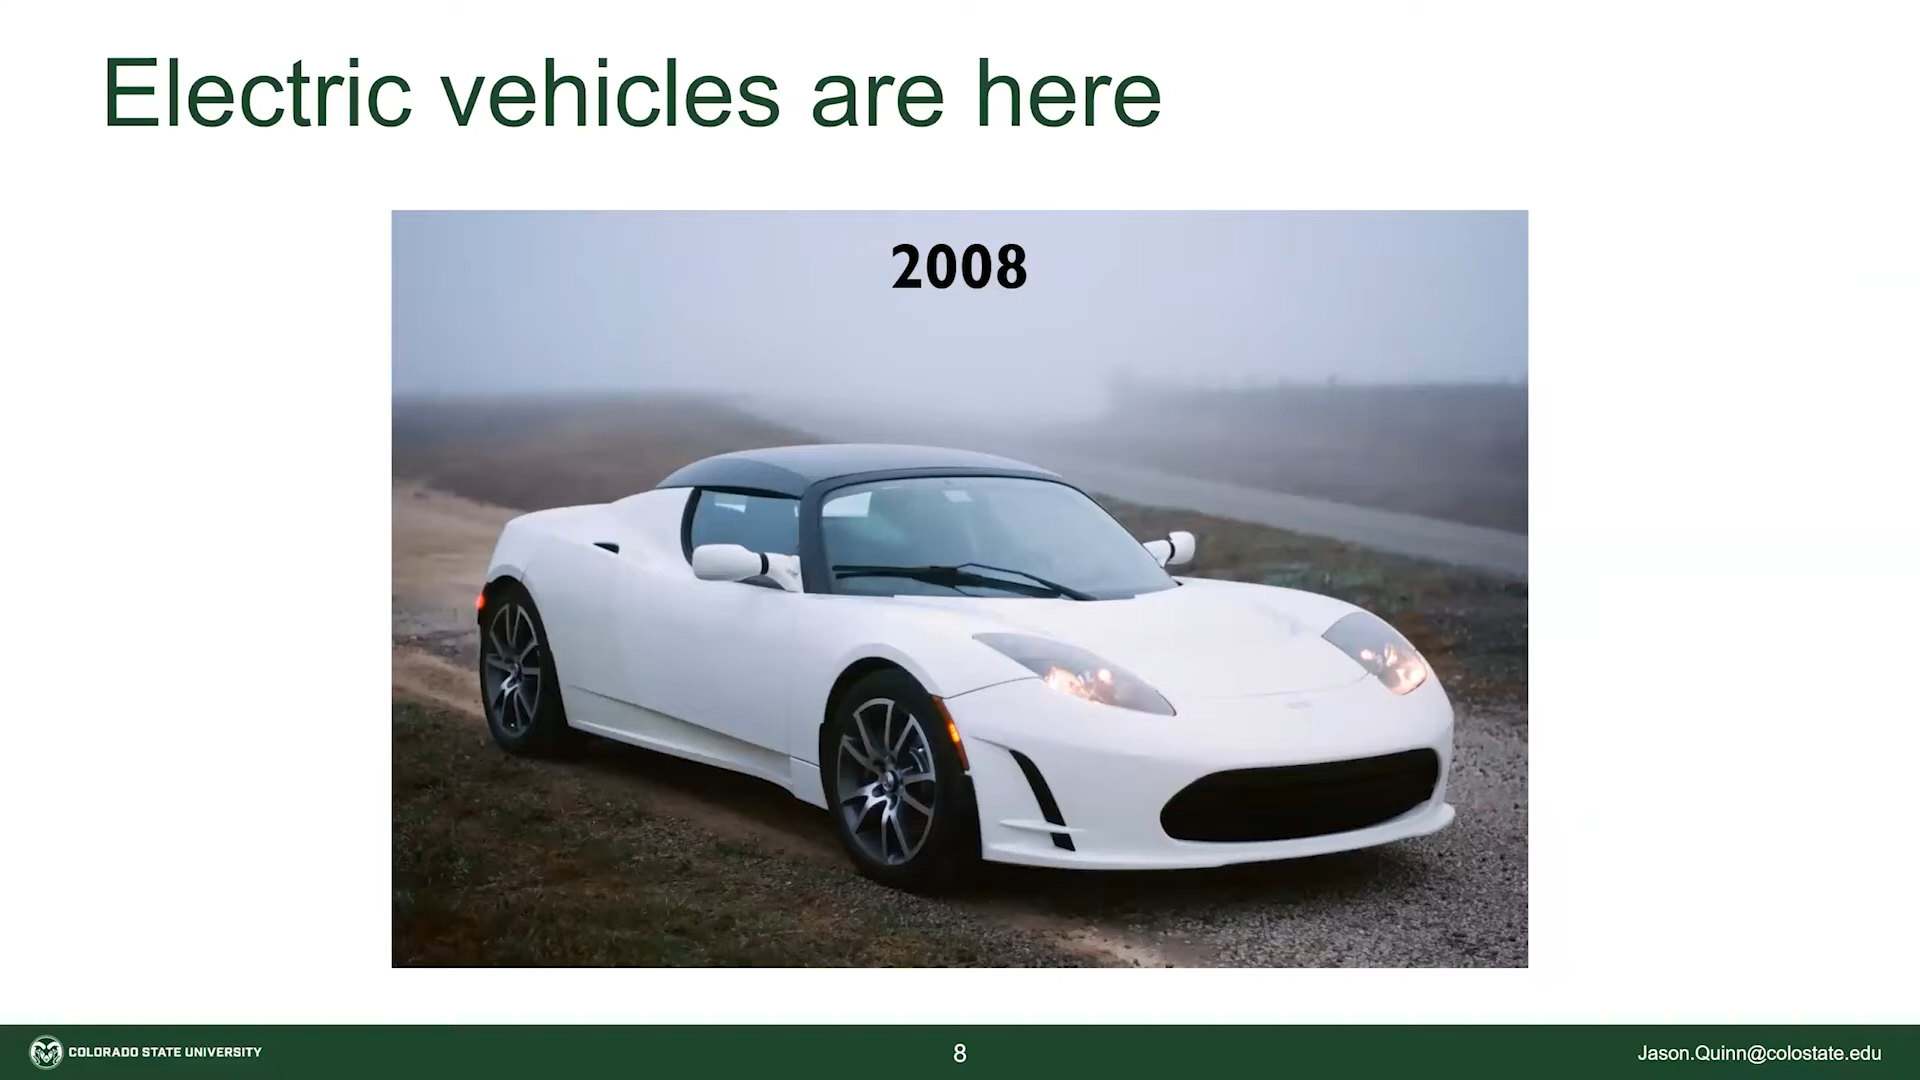 Electric vehicles are here
2008
COLORADO STATE UNIVERSITY
8
Jason.Quinn@colostate.edu